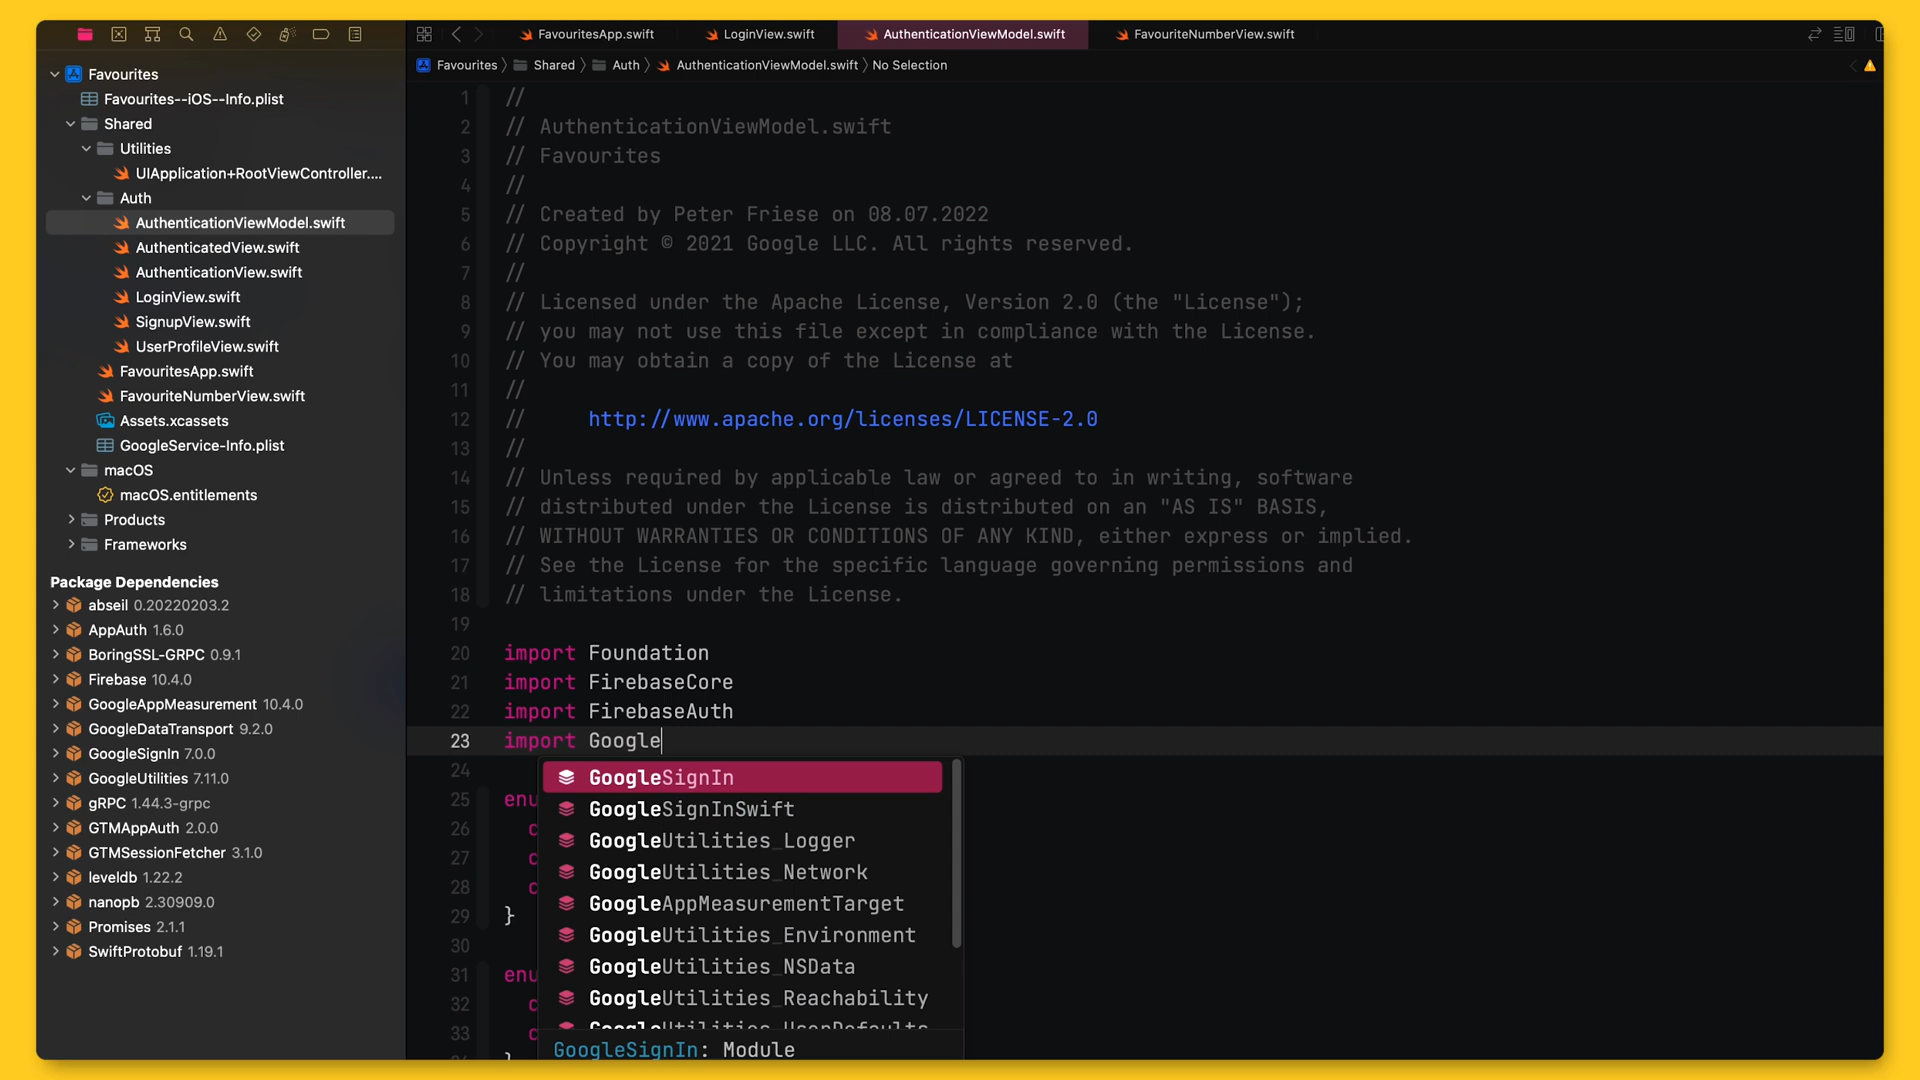 FavouritesApp.swift
LoginView.swift
AuthenticationViewModel.swift
FavouriteNumberView.swift
Favourites
Shared
Auth
AuthenticationViewModel.swift
No Selection
Favourites
Favourites--iOS--Info.plist
Shared
Utilities
UIApplication+RootViewController....
Auth
AuthenticationViewModel.swift
AuthenticatedView.swift
AuthenticationView.swift
LoginView.swift
SignupView.swift
UserProfileView.swift
FavouritesApp.swift
FavouriteNumberView.swift
Assets.xcassets
GoogleService-Info.plist
macOS
macOS.entitlements
Products
Frameworks
Package Dependencies
abseil 0.20220203.2
AppAuth 1.6.0
BoringSSL-GRPC 0.9.1
Firebase 10.4.0
GoogleAppMeasurement 10.4.0
GoogleDataTransport 9.2.0
GoogleSignIn 7.0.0
GoogleUtilities 7.11.0
gRPC 1.44.3-grpc
GTMAppAuth 2.0.0
GTMSessionFetcher 3.1.0
leveldb 1.22.2
nanopb 2.30909.0
Promises 2.1.1
SwiftProtobuf 1.19.1
1 //
2 // AuthenticationViewModel.swift
3 // Favourites
4 //
5 // Created by Peter Friese on 08.07.2022
6 // Copyright © 2021 Google LLC. All rights reserved.
7 //
8 // Licensed under the Apache License, Version 2.0 (the "License");
9 // you may not use this file except in compliance with the License.
10 // You may obtain a copy of the License at
11 //
12 // http://www.apache.org/licenses/LICENSE-2.0
13 //
14 // Unless required by applicable law or agreed to in writing, software
15 // distributed under the License is distributed on an "AS IS" BASIS,
16 // WITHOUT WARRANTIES OR CONDITIONS OF ANY KIND, either express or implied.
17 // See the License for the specific language governing permissions and
18 // limitations under the License.
19
20 import Foundation
21 import FirebaseCore
22 import FirebaseAuth
23 import Google
24
25 enu
26 c
27 c
28 c
29 }
30
31 enu
32 c
33 c
GoogleSignIn
GoogleSignInSwift
GoogleUtilities_Logger
GoogleUtilities_Network
GoogleAppMeasurementTarget
GoogleUtilities_Environment
GoogleUtilities_NSData
GoogleUtilities_Reachability
GoogleUtilities_UserDefaults
GoogleSignIn: Module